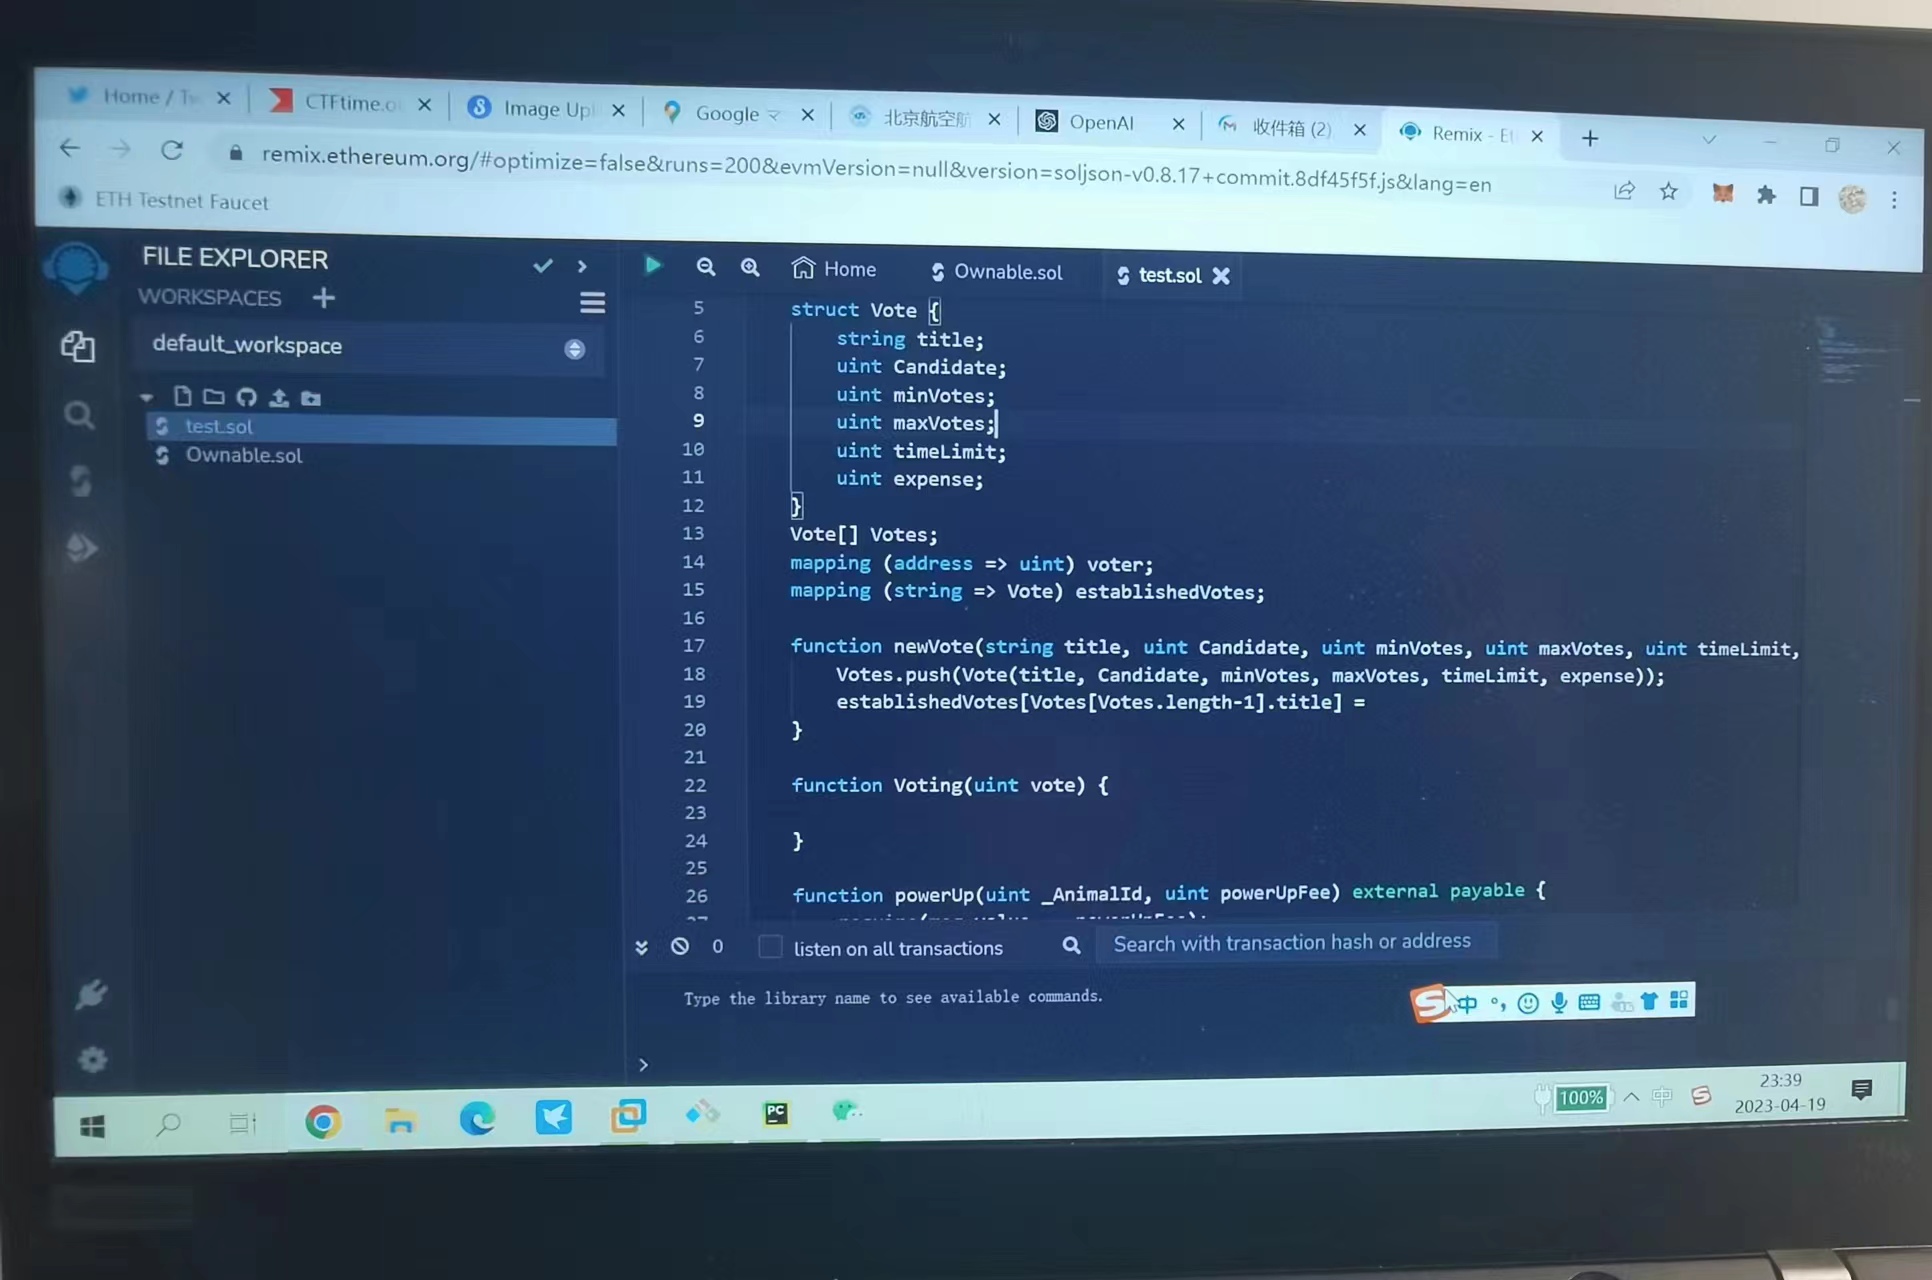 Home / Tw
CTFtime.o
Image Upl
Google マ
北京航空航
OpenAI
收件箱 (2)
Remix - Et
remix.ethereum.org/#optimize=false&runs=200&evmVersion=null&version=soljson-v0.8.17+commit.8df45f5f.js&lang=en
ETH Testnet Faucet
FILE EXPLORER
WORKSPACES
default_workspace
test.sol
Ownable.sol
Home
Ownable.sol
test.sol
5 struct Vote {
6 string title;
7 uint Candidate;
8 uint minVotes;
9 uint maxVotes;
10 uint timeLimit;
11 uint expense;
12 }
13 Vote[] Votes;
14 mapping (address => uint) voter;
15 mapping (string => Vote) establishedVotes;
16
17 function newVote(string title, uint Candidate, uint minVotes, uint maxVotes, uint timeLimit,
18 Votes.push(Vote(title, Candidate, minVotes, maxVotes, timeLimit, expense));
19 establishedVotes[Votes[Votes.length-1].title] =
20 }
21
22 function Voting(uint vote) {
23
24 }
25
26 function powerUp(uint _AnimalId, uint powerUpFee) external payable {
0
listen on all transactions
Search with transaction hash or address
Type the library name to see available commands.
>
中
PC
100%
中
23:39
2023-04-19